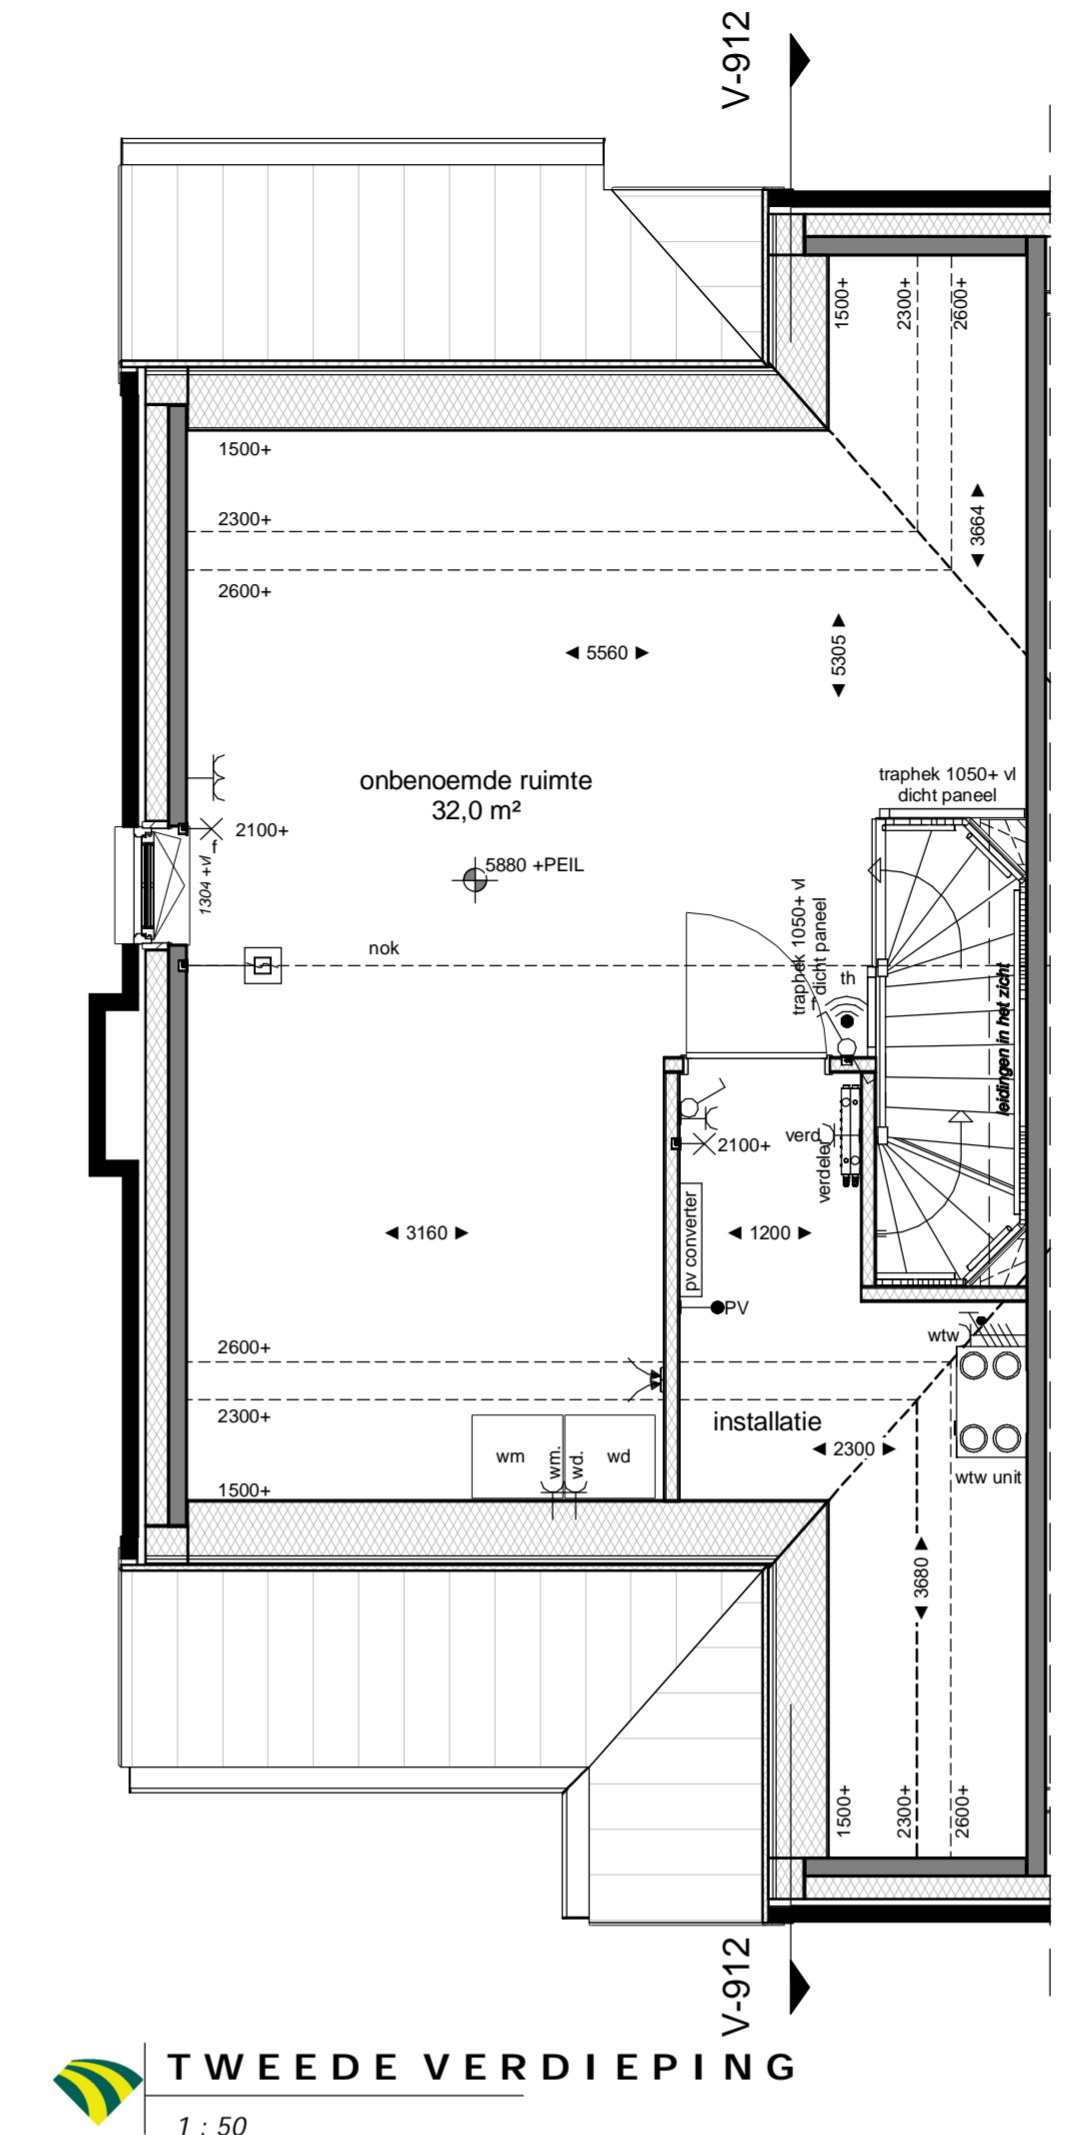 V-912
1500+
2300+
2600+
1500+
2300+
2600+
3664
5560
5305
onbenoemde ruimte
32,0 m²
traphek 1050+ vl
dicht paneel
2100+
f
1304 +vl
5880 +PEIL
nok
traphek 1050+ vl
dicht paneel
th
f
leidingen in het zicht
2100+
verd
verdeler
pv converter
3160
1200
PV
wtw
2600+
2300+
installatie
2300
wm
wm.
wd.
wd
wtw unit
1500+
3680
1500+
2300+
2600+
V-912
TWEEDE VERDIEPING
1 : 50